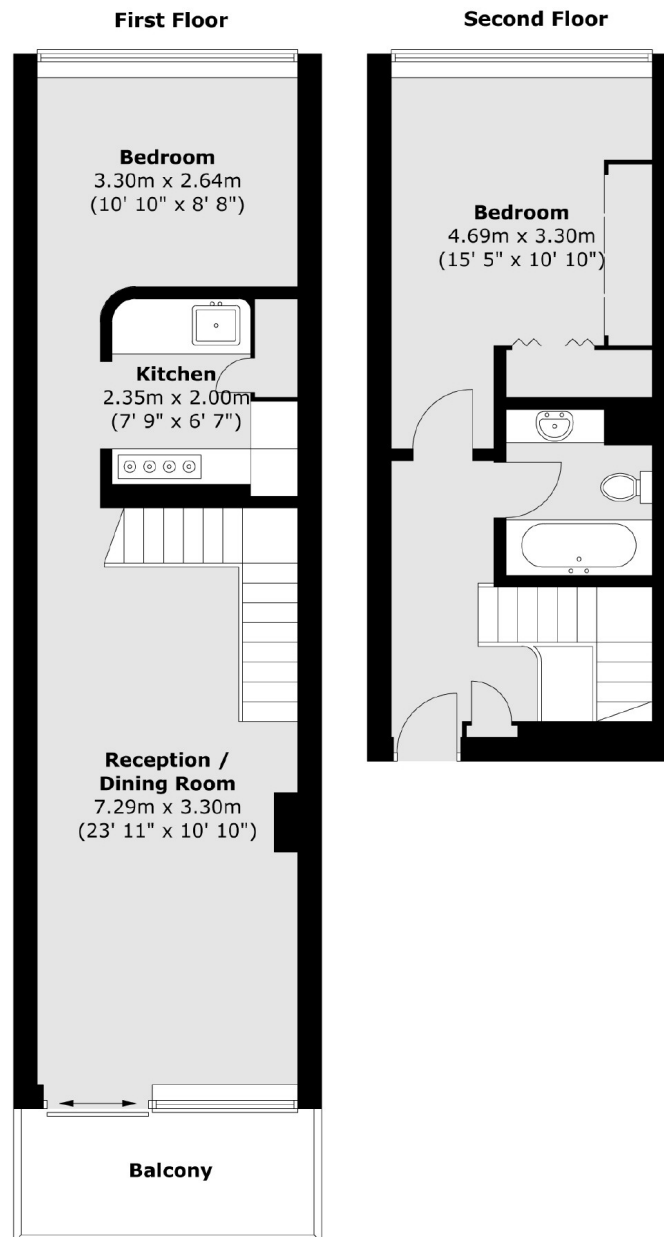 First Floor
Bedroom
3.30m x 2.64m
(10' 10" x 8' 8")
Kitchen
2.35m x 2.00m
(7' 9" x 6' 7")
Reception /
Dining Room
7.29m x 3.30m
(23' 11" x 10' 10")
Balcony
Second Floor
Bedroom
4.69m x 3.30m
(15' 5" x 10' 10")